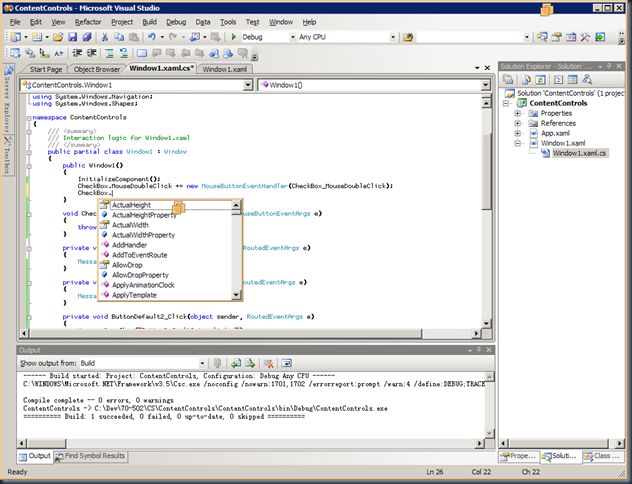 ContentControls - Microsoft Visual Studio
File Edit View Refactor Project Build Debug Data Tools Test Window Help
Debug Any CPU
Start Page Object Browser Window1.xaml.cs* Window1.xaml
ContentControls.Window1 Window1()
Server Explorer
Toolbox
using System.Windows.Navigation;
using System.Windows.Shapes;
namespace ContentControls
{
/// <summary>
/// Interaction logic for Window1.xaml
/// </summary>
public partial class Window1 : Window
{
public Window1()
{
InitializeComponent();
CheckBox.MouseDoubleClick += new MouseButtonEventHandler(CheckBox_MouseDoubleClick);
CheckBox.
}
void Chec useButtonEventArgs e)
{
throw
}
private v RoutedEventArgs e)
{
Messa
}
private v RoutedEventArgs e)
{
Messa
}
private void ButtonDefault2_Click(object sender, RoutedEventArgs e)
{
ActualHeight
ActualHeightProperty
ActualWidth
ActualWidthProperty
AddHandler
AddToEventRoute
AllowDrop
AllowDropProperty
ApplyAnimationClock
ApplyTemplate
Solution Explorer - Solution '...
Solution 'ContentControls' (1 project
ContentControls
Properties
References
App.xaml
Window1.xaml
Window1.xaml.cs
Output
Show output from: Build
------ Build started: Project: ContentControls, Configuration: Debug Any CPU ------
C:\WINDOWS\Microsoft.NET\Framework\v3.5\Csc.exe /noconfig /nowarn:1701,1702 /errorreport:prompt /warn:4 /define:DEBUG;TRACE
Compile complete -- 0 errors, 0 warnings
ContentControls -> C:\Dev\70-502\CS\ContentControls\ContentControls\bin\Debug\ContentControls.exe
========== Build: 1 succeeded, 0 failed, 0 up-to-date, 0 skipped ==========
Output Find Symbol Results
Prope... Soluti... Class ...
Ready Ln 26 Col 22 Ch 22